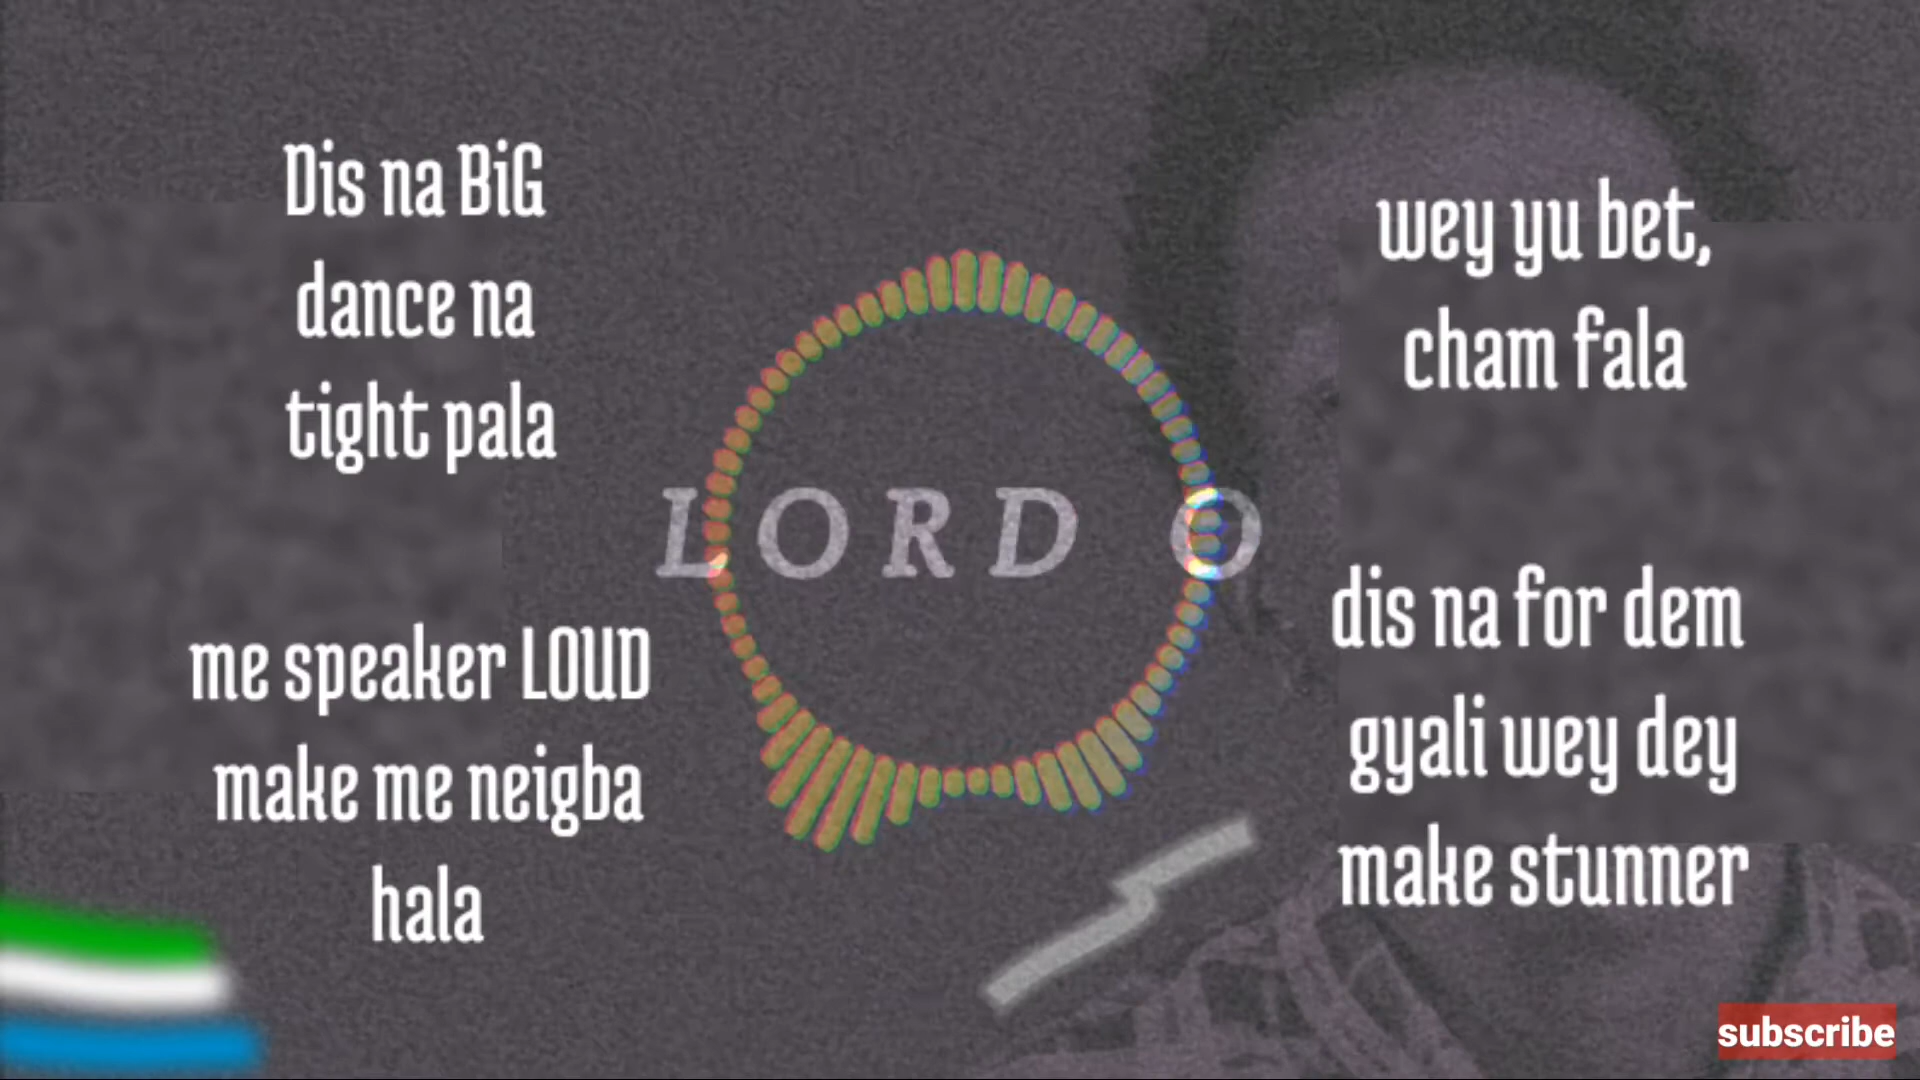 Dis na BiG
dance na
tight pala
me speaker LOUD
make me neigba
hala
LORD O
wey yu bet,
cham fala
dis na for dem
gyali wey dey
make stunner
subscribe